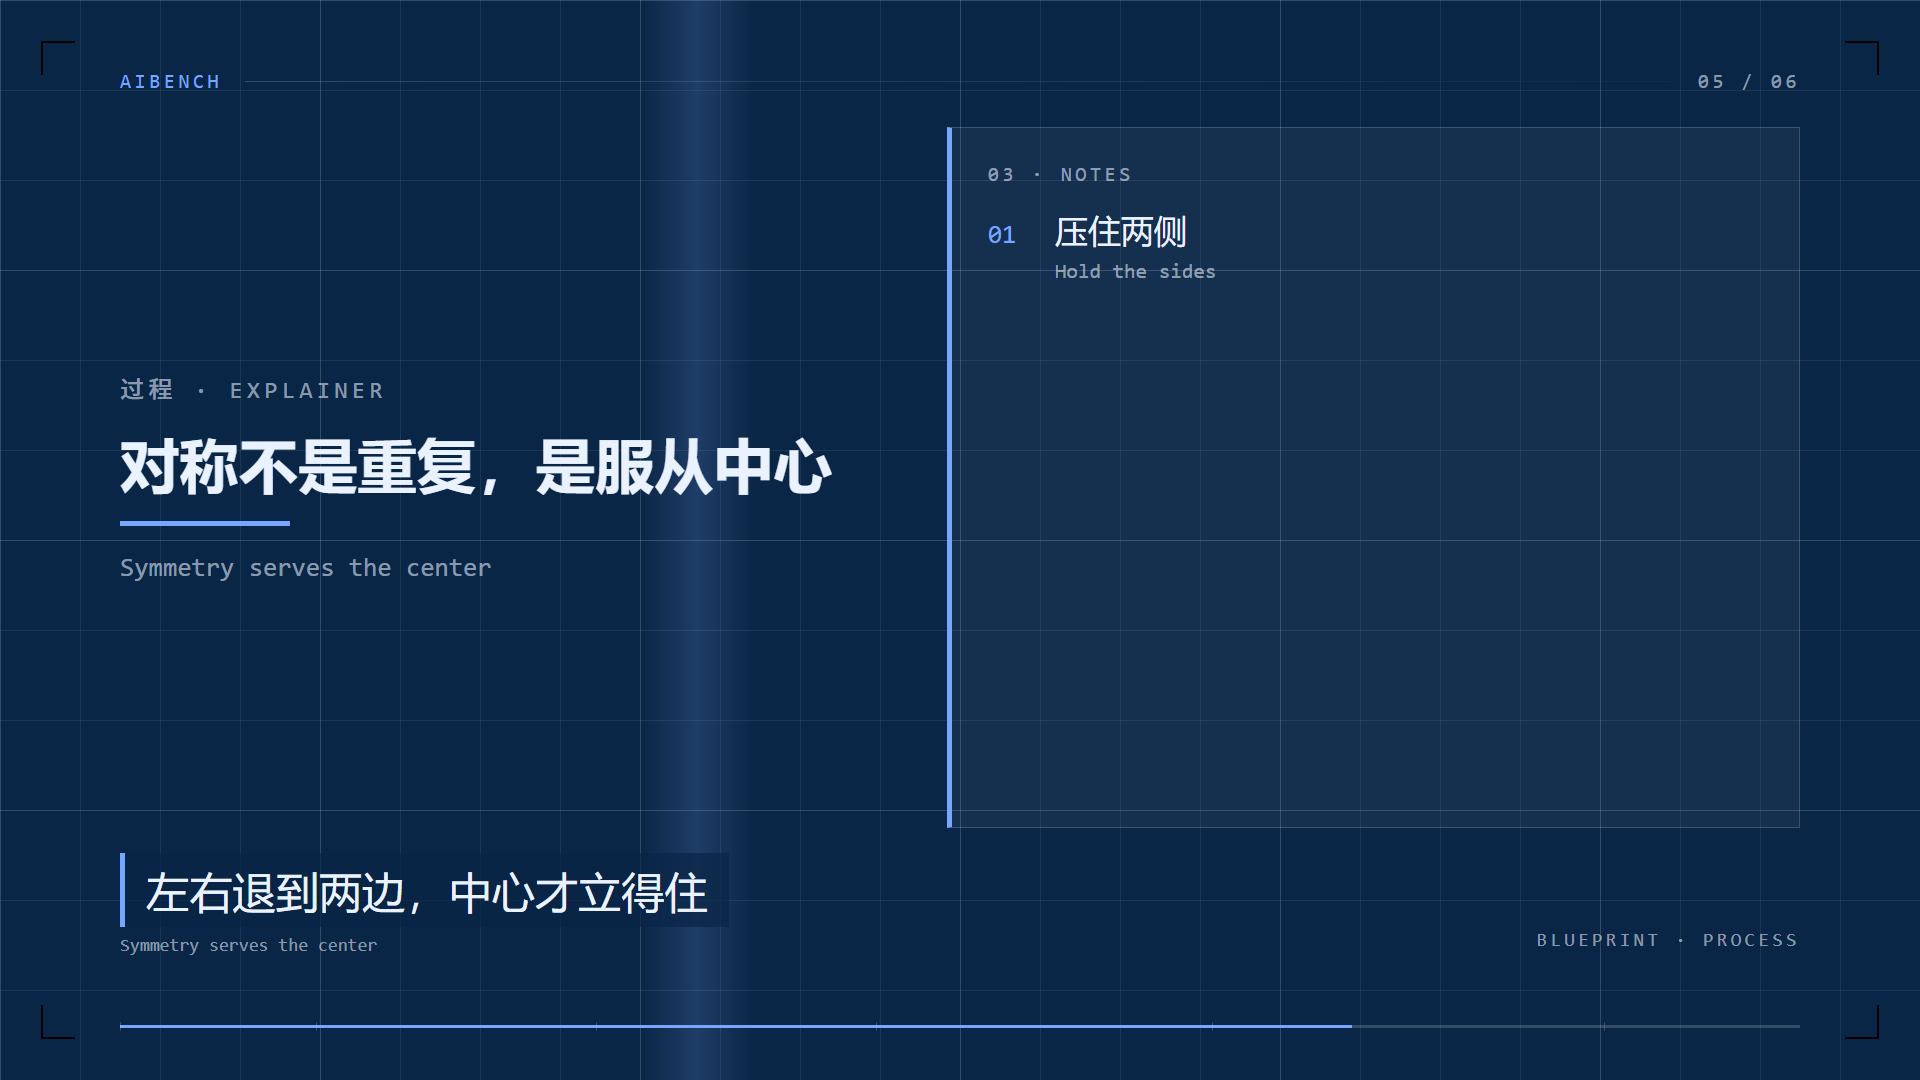 AIBENCH
05 / 06
过程 · EXPLAINER
对称不是重复，是服从中心
Symmetry serves the center
03 · NOTES
01 压住两侧
Hold the sides
左右退到两边，中心才立得住
Symmetry serves the center
BLUEPRINT · PROCESS